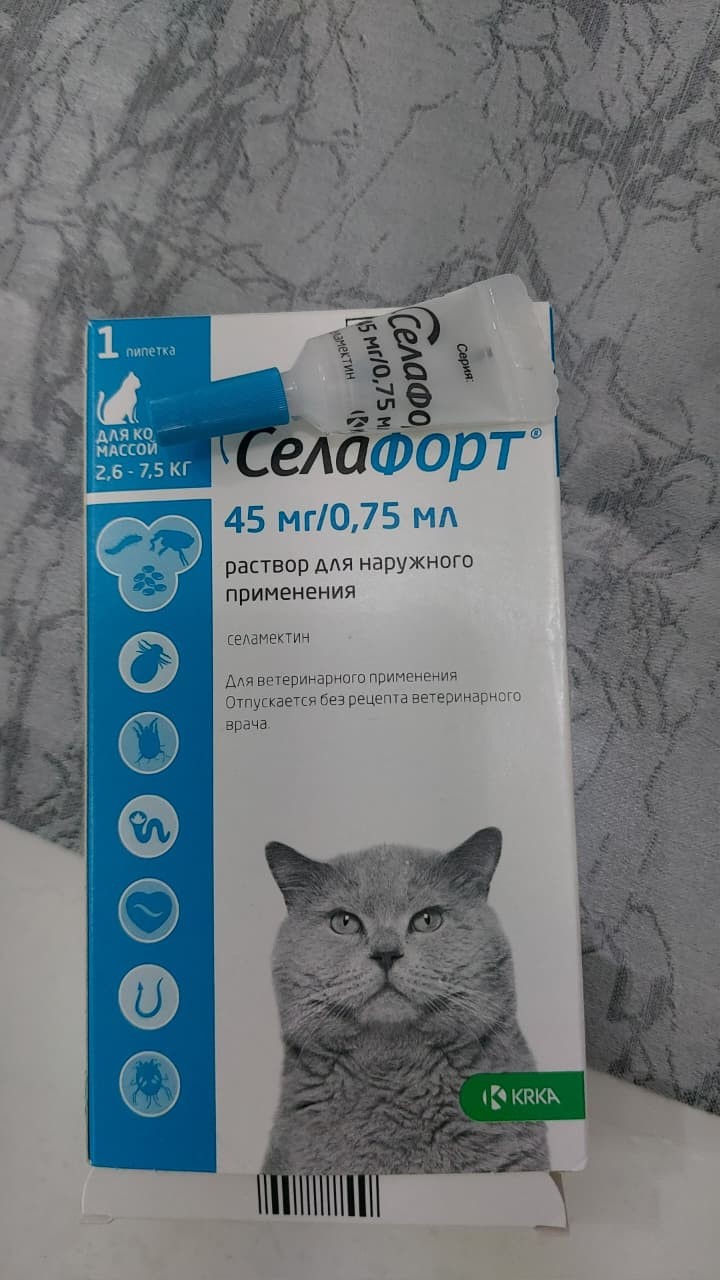 1 пипетка
ДЛЯ КО
МАССОЙ
2,6 - 7,5 КГ
Селафо
45 мг/0,75 м
ламектин
Серия:
Селафорт®
45 мг/0,75 мл
раствор для наружного
применения
селамектин
Для ветеринарного применения
Отпускается без рецепта ветеринарного
врача.
KRKA